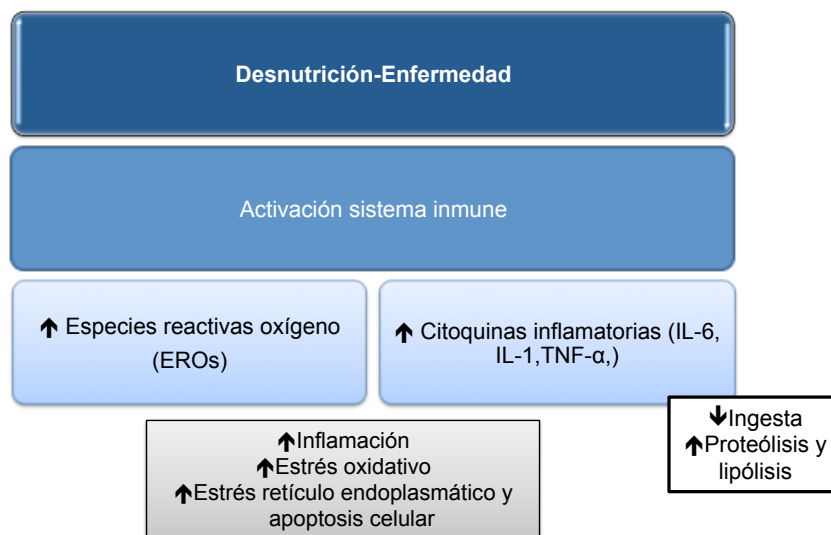 Desnutrición-Enfermedad
Activación sistema inmune
↑ Especies reactivas oxígeno
(EROs)
↑ Citoquinas inflamatorias (IL-6,
IL-1,TNF-α,)
↓Ingesta
↑Proteólisis y
lipólisis
↑Inflamación
↑Estrés oxidativo
↑Estrés retículo endoplasmático y
apoptosis celular